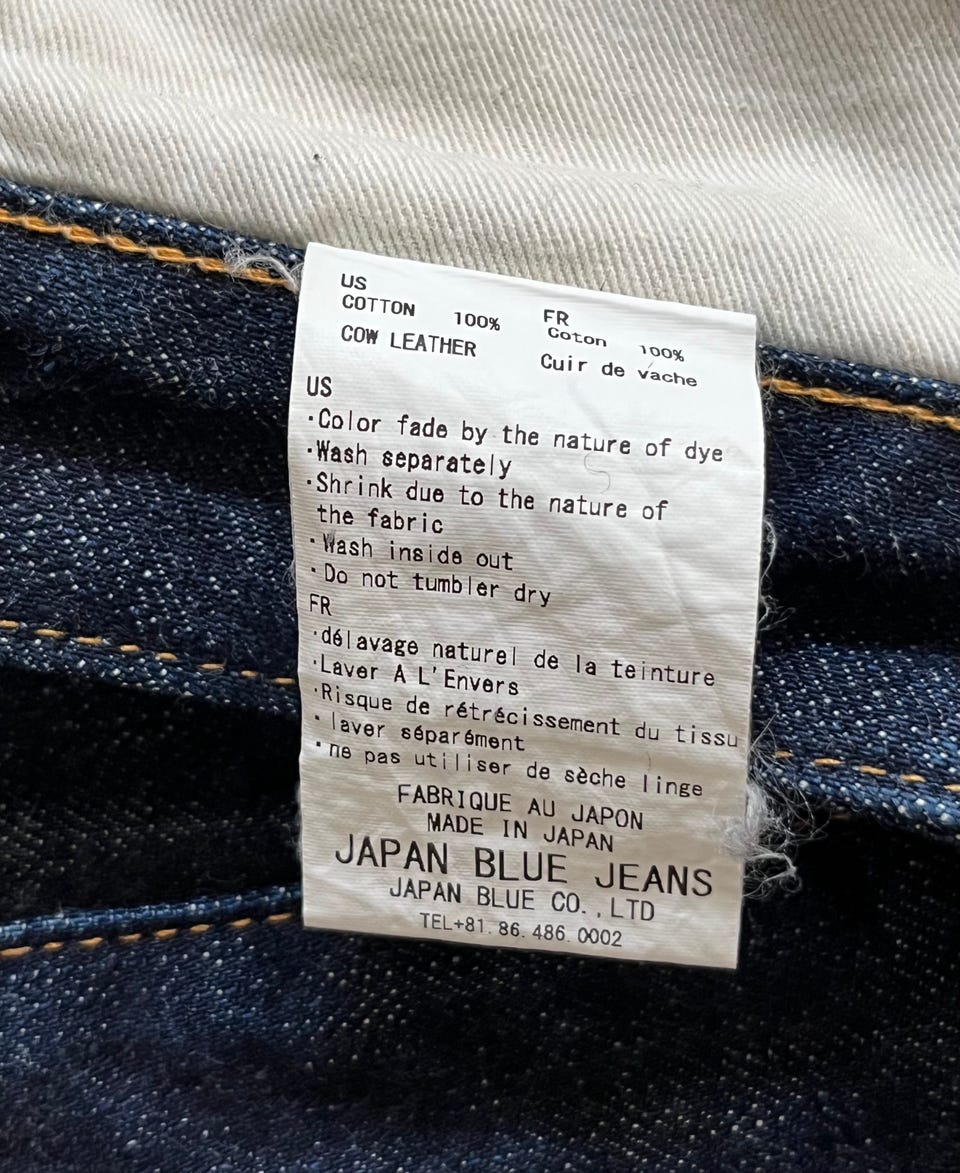 US
COTTON 100%
COW LEATHER
FR
Coton 100%
Cuir de vache
US
·Color fade by the nature of dye
·Wash separately
·Shrink due to the nature of
the fabric
·Wash inside out
·Do not tumbler dry
FR
·délavage naturel de la teinture
·Laver A L'Envers
·Risque de rétrécissement du tissu
·laver séparément
·ne pas utiliser de sèche linge
FABRIQUE AU JAPON
MADE IN JAPAN
JAPAN BLUE JEANS
JAPAN BLUE CO.,LTD
TEL+81.86.486.0002